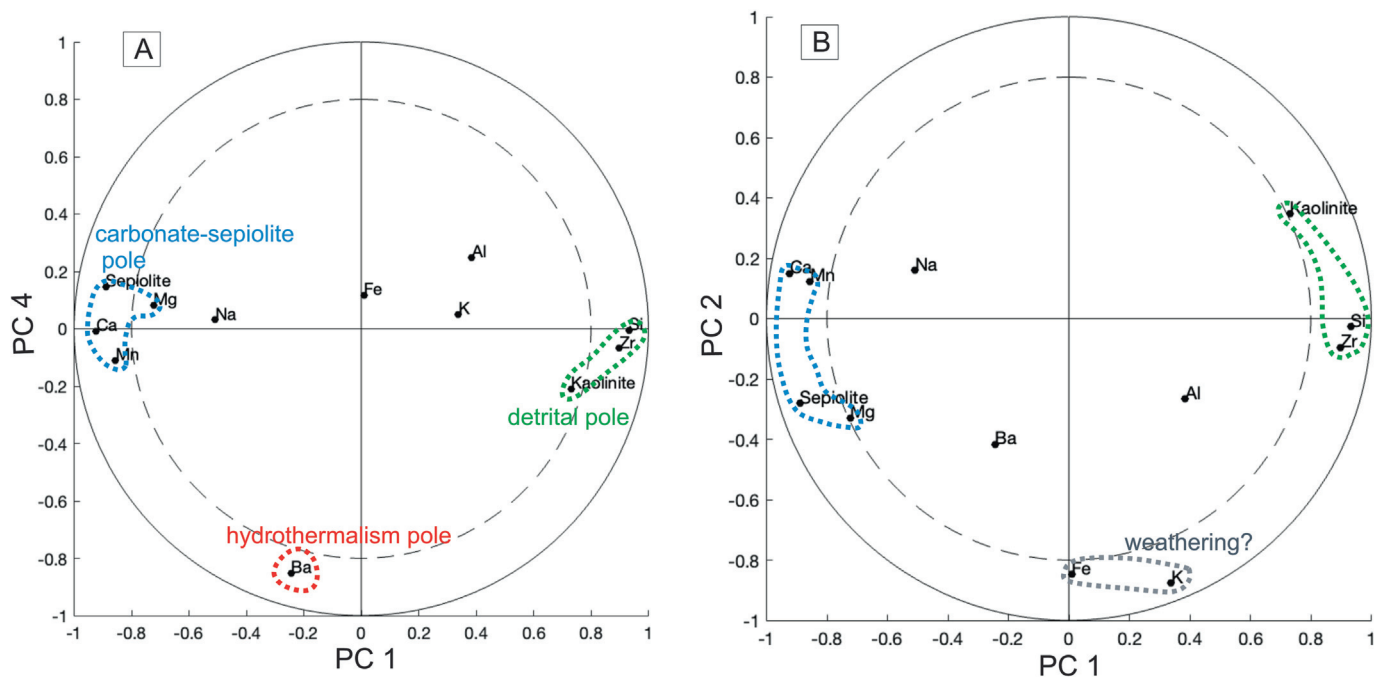 A
1
0.8
0.6
0.4
0.2
0
-0.2
-0.4
-0.6
-0.8
-1
PC 4
carbonate-sepiolite
pole
Sepiolite
Mg
Ca
Na
Mn
Al
Fe
K
Si
Zr
Kaolinite
detrital pole
hydrothermalism pole
Ba
-1 -0.8 -0.6 -0.4 -0.2 0 0.2 0.4 0.6 0.8 1
PC 1
B
1
0.8
0.6
0.4
0.2
0
-0.2
-0.4
-0.6
-0.8
-1
PC 2
Kaolinite
Ca
Mn
Na
Si
Zr
Sepiolite
Mg
Al
Ba
weathering?
Fe
K
-1 -0.8 -0.6 -0.4 -0.2 0 0.2 0.4 0.6 0.8 1
PC 1